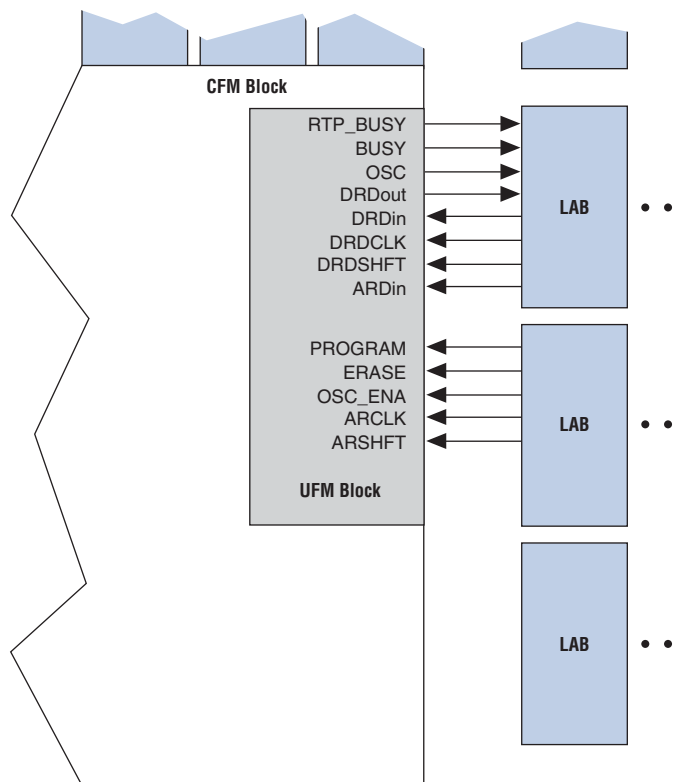 CFM Block
RTP_BUSY
BUSY
OSC
DRDout
DRDin
DRDCLK
DRDSHFT
ARDin
LAB
PROGRAM
ERASE
OSC_ENA
ARCLK
ARSHFT
LAB
UFM Block
LAB